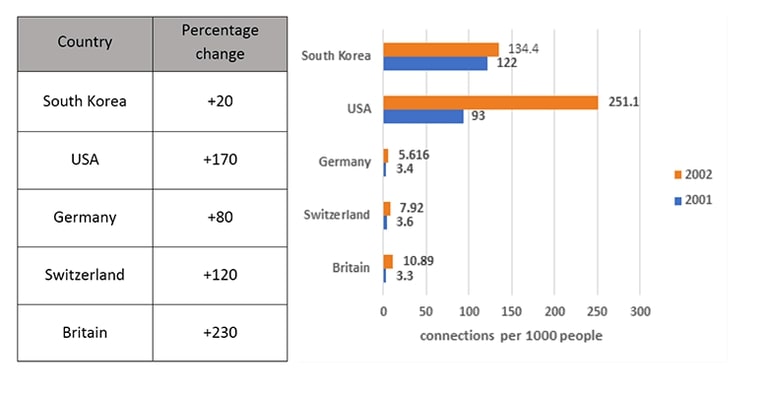 Country
Percentage
change
South Korea
+20
USA
+170
Germany
+80
Switzerland
+120
Britain
+230
South Korea
134.4
122
USA
251.1
93
Germany
5.616
3.4
Switzerland
7.92
3.6
Britain
10.89
3.3
0 50 100 150 200 250 300
connections per 1000 people
2002
2001